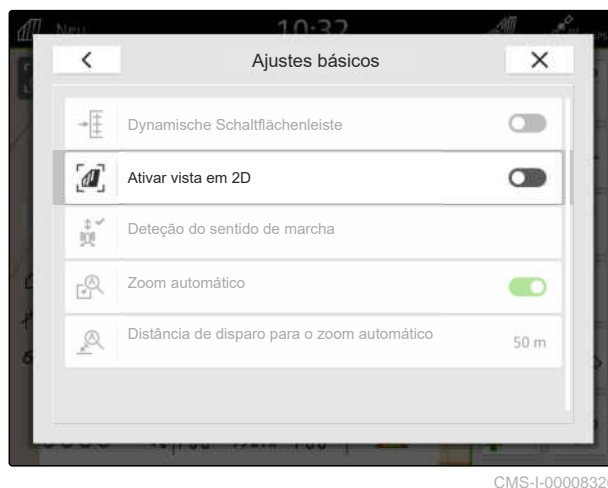 Neu 10:32
Ajustes básicos
Dynamische Schaltflächenleiste
Ativar vista em 2D
Deteção do sentido de marcha
Zoom automático
Distância de disparo para o zoom automático 50 m
CMS-I-0000832